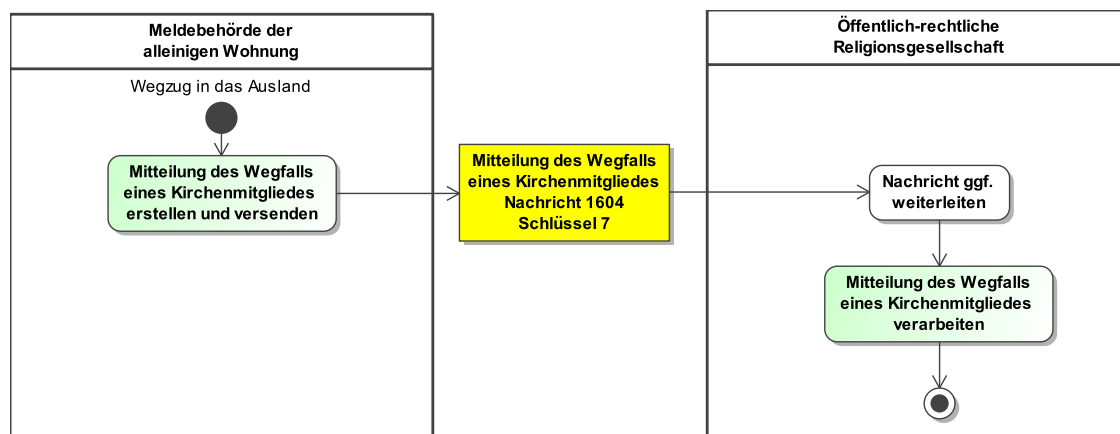 Meldebehörde der
alleinigen Wohnung
Wegzug in das Ausland
Mitteilung des Wegfalls
eines Kirchenmitgliedes
erstellen und versenden
Mitteilung des Wegfalls
eines Kirchenmitgliedes
Nachricht 1604
Schlüssel 7
Öffentlich-rechtliche
Religionsgesellschaft
Nachricht ggf.
weiterleiten
Mitteilung des Wegfalls
eines Kirchenmitgliedes
verarbeiten